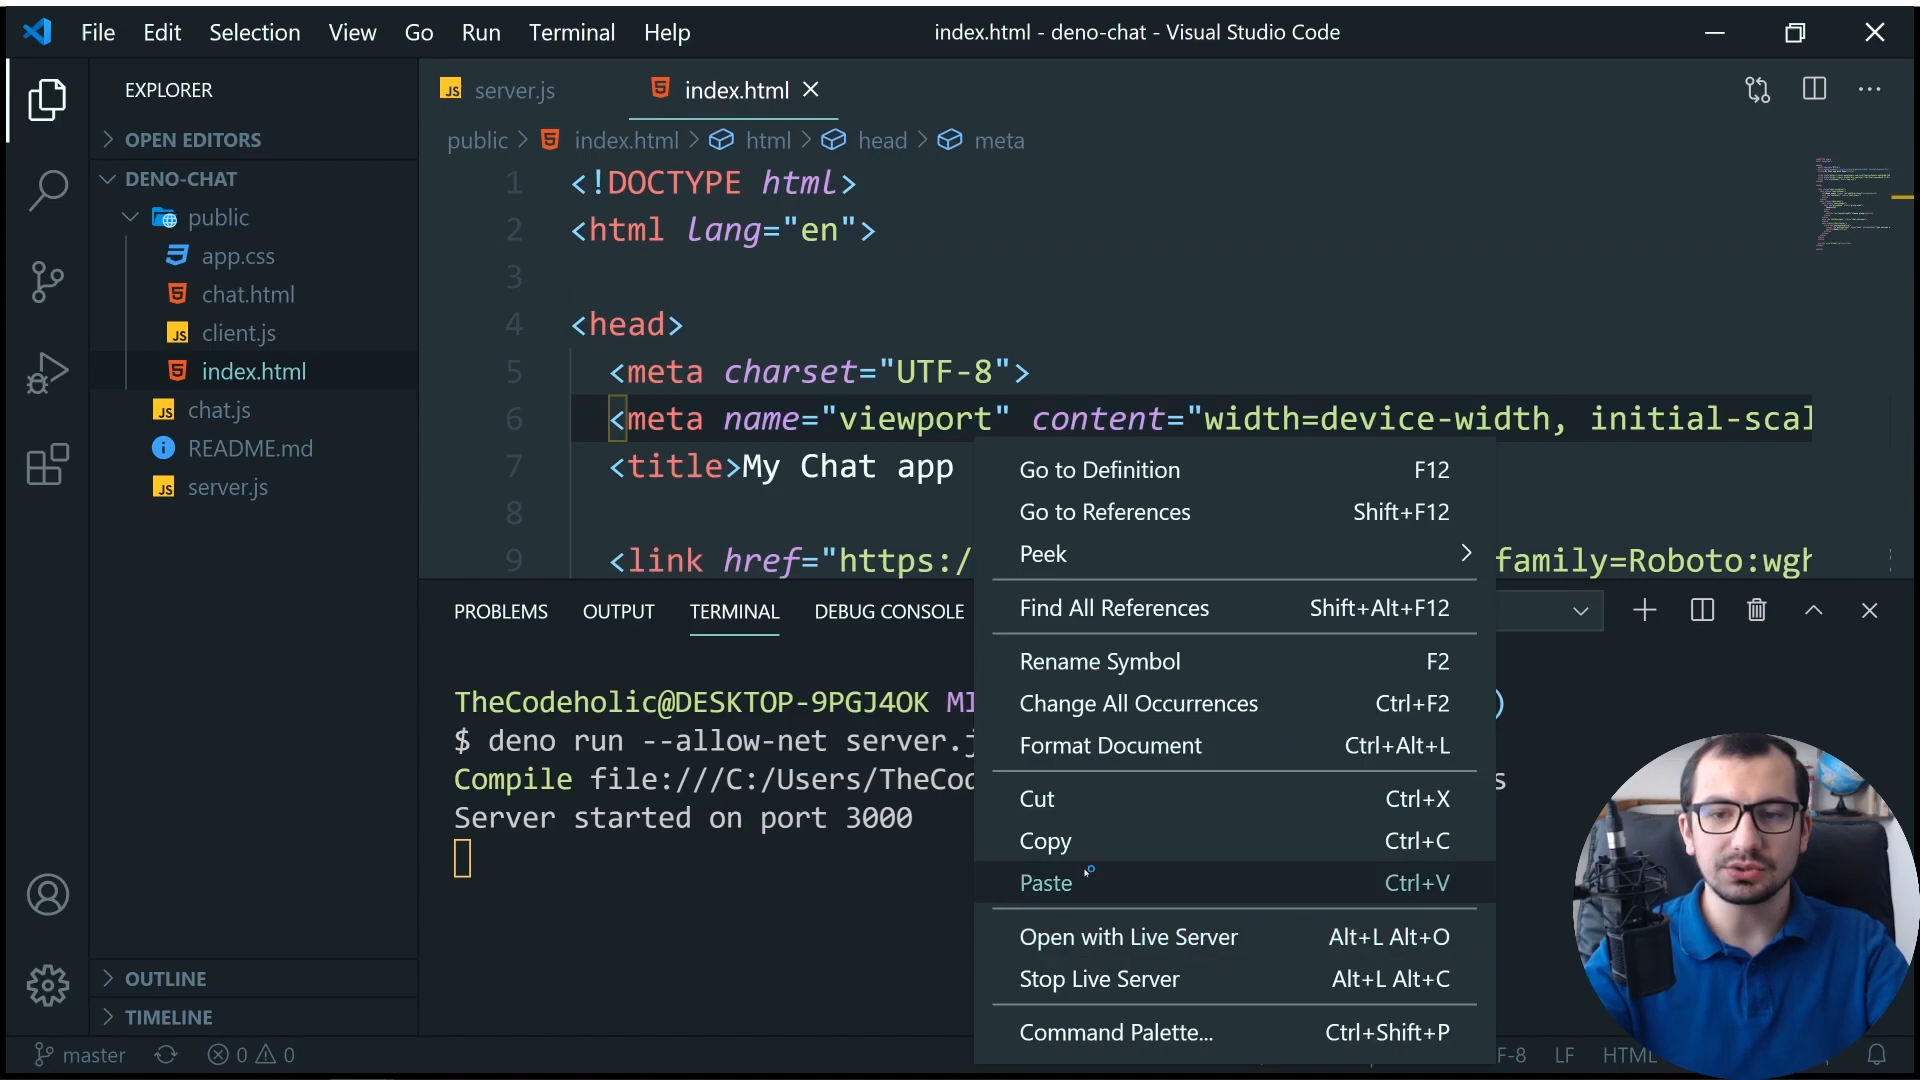 File Edit Selection View Go Run Terminal Help index.html - deno-chat - Visual Studio Code
EXPLORER
OPEN EDITORS
DENO-CHAT
public
app.css
chat.html
client.js
index.html
chat.js
README.md
server.js
OUTLINE
TIMELINE
JS server.js index.html
public > index.html > html > head > meta
1 <!DOCTYPE html>
2 <html lang="en">
3
4 <head>
5 <meta charset="UTF-8">
6 <meta name="viewport" content="width=device-width, initial-scal
7 <title>My Chat app
8
9 <link href="https:/ family=Roboto:wgh
PROBLEMS OUTPUT TERMINAL DEBUG CONSOLE
TheCodeholic@DESKTOP-9PGJ4OK MI )
$ deno run --allow-net server.j
Compile file:///C:/Users/TheCod s
Server started on port 3000
Go to Definition F12
Go to References Shift+F12
Peek
Find All References Shift+Alt+F12
Rename Symbol F2
Change All Occurrences Ctrl+F2
Format Document Ctrl+Alt+L
Cut Ctrl+X
Copy Ctrl+C
Paste Ctrl+V
Open with Live Server Alt+L Alt+O
Stop Live Server Alt+L Alt+C
Command Palette... Ctrl+Shift+P
master 0 0 F-8 LF HTML